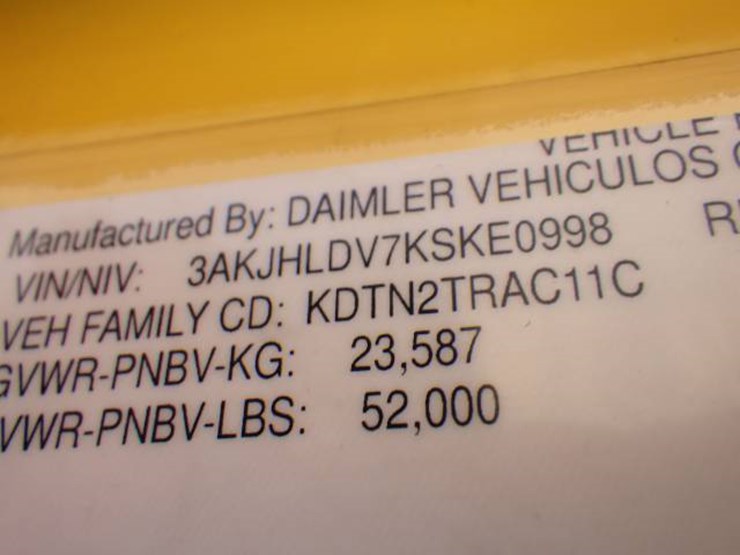 VEHICLE
Manufactured By: DAIMLER VEHICULOS
VIN/NIV: 3AKJHLDV7KSKE0998
VEH FAMILY CD: KDTN2TRAC11C
GVWR-PNBV-KG: 23,587
VWR-PNBV-LBS: 52,000